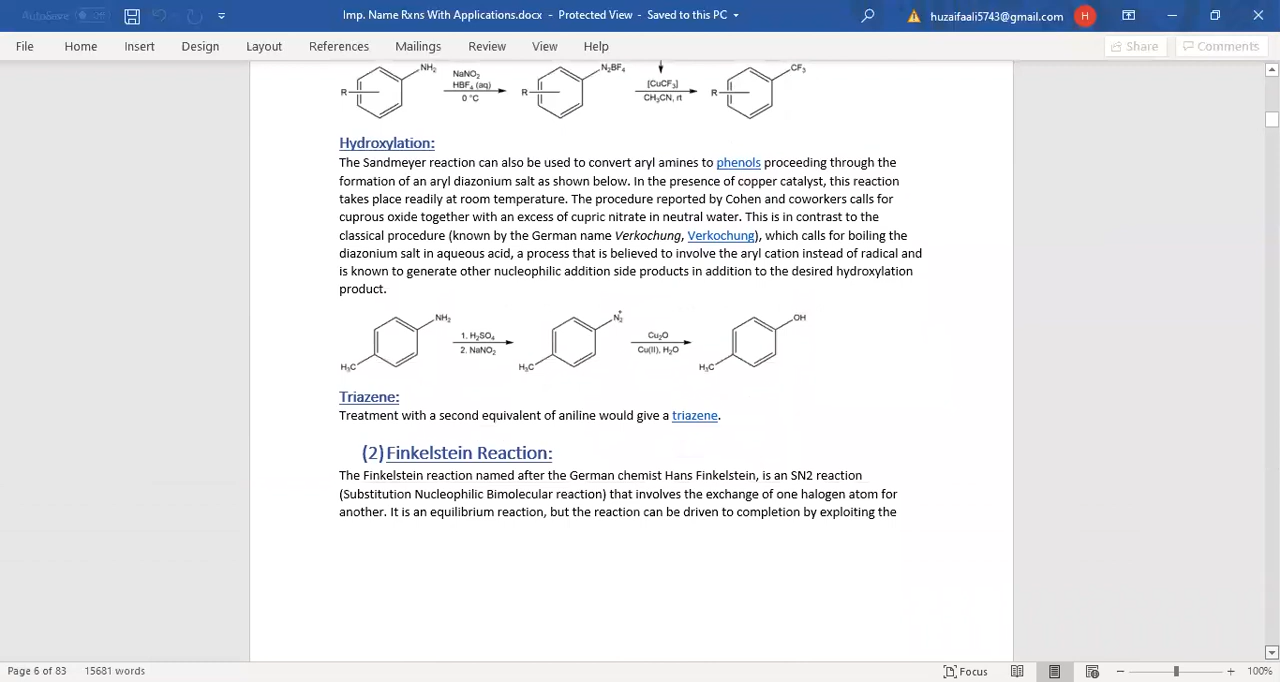 AutoSave Off
Imp. Name Rxns With Applications.docx - Protected View - Saved to this PC
huzaifaali5743@gmail.com H
File Home Insert Design Layout References Mailings Review View Help Share Comments
NH2 N2BF4 CF3
NaNO2 [CuCF3]
HBF4 (aq) CH3CN, rt
0 °C
R R R
Hydroxylation:
The Sandmeyer reaction can also be used to convert aryl amines to phenols proceeding through the
formation of an aryl diazonium salt as shown below. In the presence of copper catalyst, this reaction
takes place readily at room temperature. The procedure reported by Cohen and coworkers calls for
cuprous oxide together with an excess of cupric nitrate in neutral water. This is in contrast to the
classical procedure (known by the German name Verkochung, Verkochung), which calls for boiling the
diazonium salt in aqueous acid, a process that is believed to involve the aryl cation instead of radical and
is known to generate other nucleophilic addition side products in addition to the desired hydroxylation
product.
NH2 N2+ OH
1. H2SO4 Cu2O
2. NaNO2 Cu(II), H2O
H3C H3C H3C
Triazene:
Treatment with a second equivalent of aniline would give a triazene.
(2) Finkelstein Reaction:
The Finkelstein reaction named after the German chemist Hans Finkelstein, is an SN2 reaction
(Substitution Nucleophilic Bimolecular reaction) that involves the exchange of one halogen atom for
another. It is an equilibrium reaction, but the reaction can be driven to completion by exploiting the
Page 6 of 83 15681 words Focus 100%